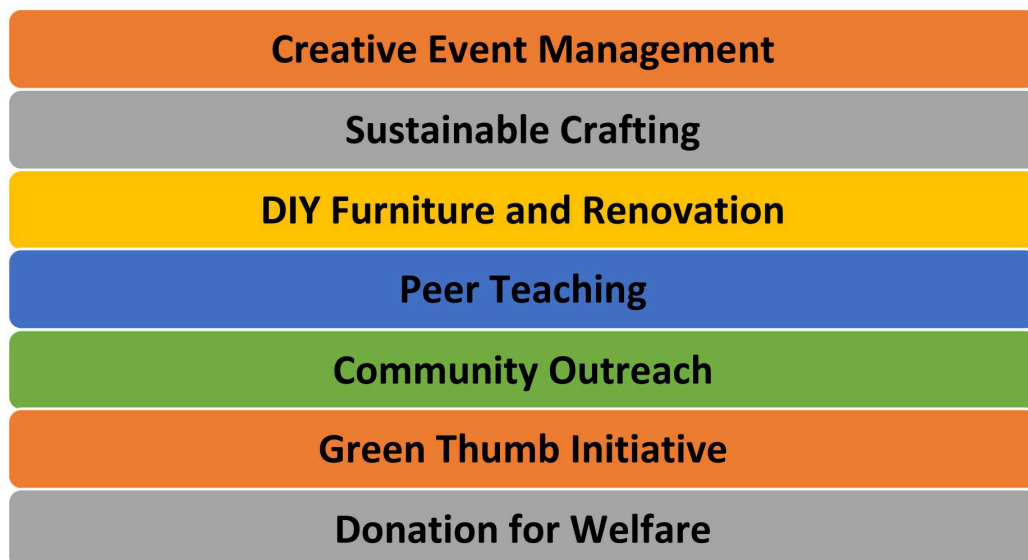 Creative Event Management
Sustainable Crafting
DIY Furniture and Renovation
Peer Teaching
Community Outreach
Green Thumb Initiative
Donation for Welfare